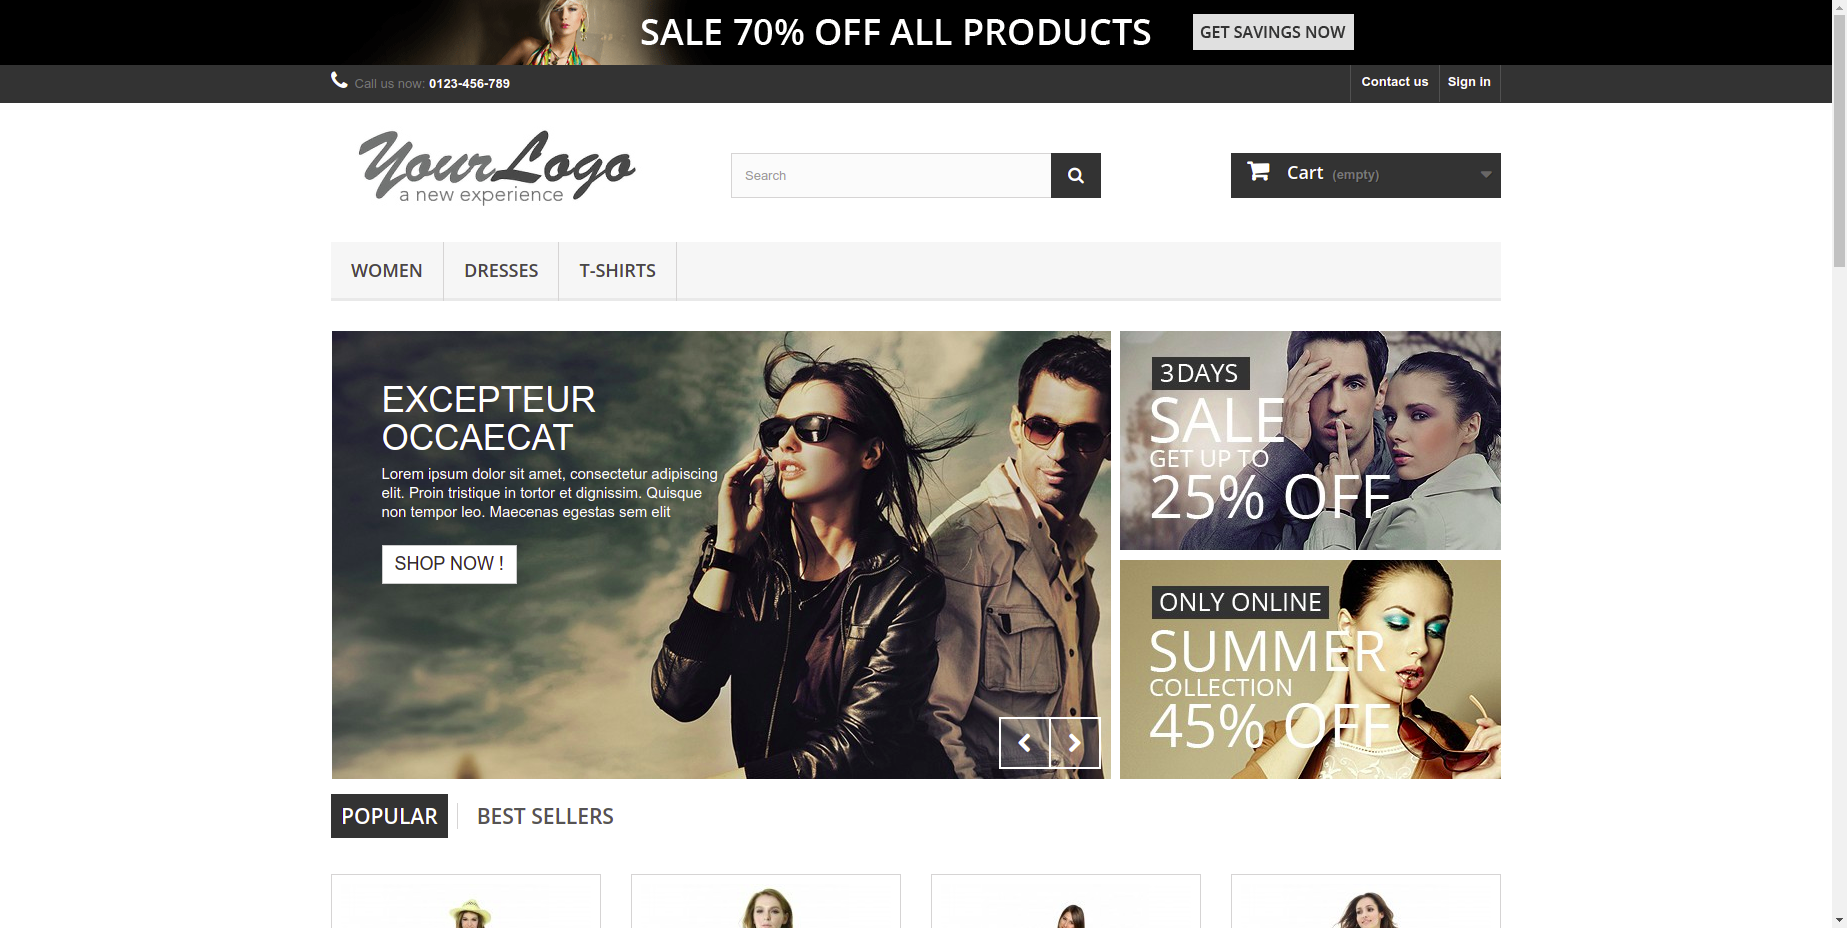 SALE 70% OFF ALL PRODUCTS
GET SAVINGS NOW
Call us now: 0123-456-789
Contact us
Sign in
Your Logo
a new experience
Search
Cart (empty)
WOMEN
DRESSES
T-SHIRTS
EXCEPTEUR
OCCAECAT
Lorem ipsum dolor sit amet, consectetur adipiscing
elit. Proin tristique in tortor et dignissim. Quisque
non tempor leo. Maecenas egestas sem elit
SHOP NOW !
3 DAYS
SALE
GET UP TO
25% OFF
ONLY ONLINE
SUMMER
COLLECTION
45% OFF
POPULAR
BEST SELLERS